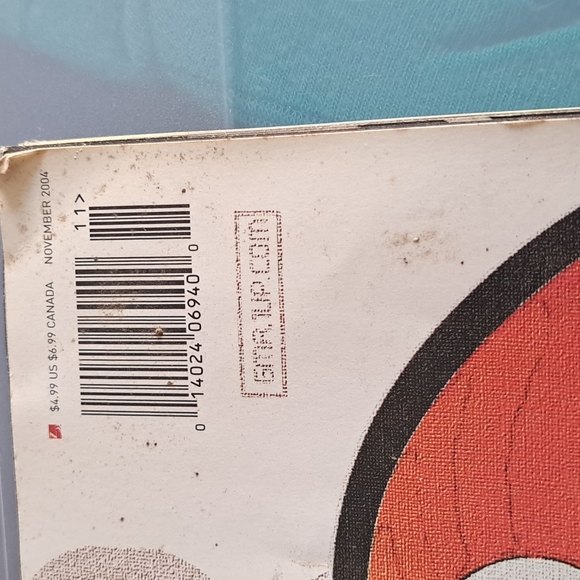 $4.99 US $6.99 CANADA NOVEMBER 2004
11>
0 14024 06940 0
GMR.1UP.com